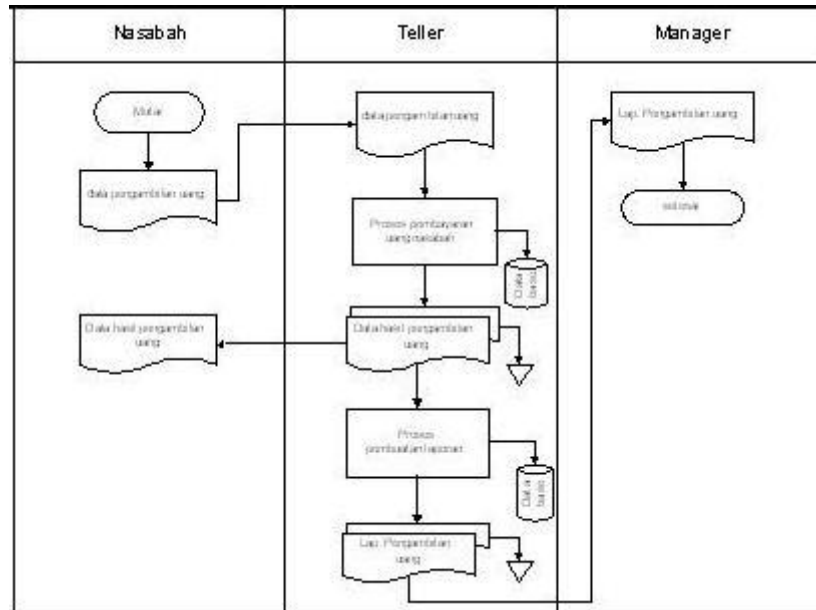 Nasabah
Teller
Manager
Mulai
data pengambilan uang
data pengambilan uang
Lap. Pengambilan uang
selesai
Proses pembayaran
uang nasabah
Data
base
Data hasil pengambilan
uang
Data hasil pengambilan
uang
Proses
pembuatan laporan
Data
base
Lap. Pengambilan
uang